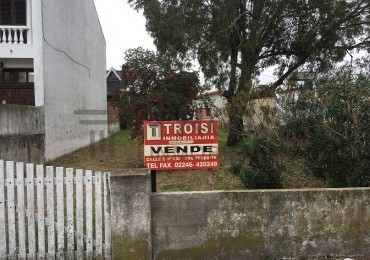 T TROISI
INMOBILIARIA
VENDE
TEL FAX 02246-420249